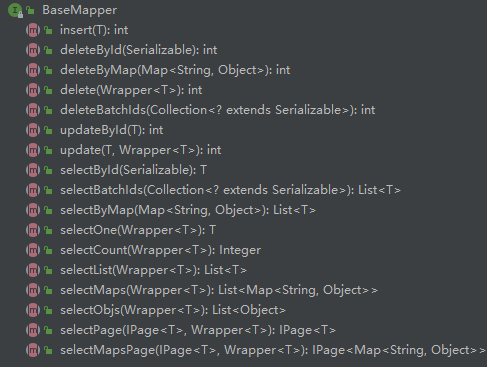 BaseMapper
insert(T): int
deleteById(Serializable): int
deleteByMap(Map<String, Object>): int
delete(Wrapper<T>): int
deleteBatchIds(Collection<? extends Serializable>): int
updateById(T): int
update(T, Wrapper<T>): int
selectById(Serializable): T
selectBatchIds(Collection<? extends Serializable>): List<T>
selectByMap(Map<String, Object>): List<T>
selectOne(Wrapper<T>): T
selectCount(Wrapper<T>): Integer
selectList(Wrapper<T>): List<T>
selectMaps(Wrapper<T>): List<Map<String, Object>>
selectObjs(Wrapper<T>): List<Object>
selectPage(IPage<T>, Wrapper<T>): IPage<T>
selectMapsPage(IPage<T>, Wrapper<T>): IPage<Map<String, Object>>